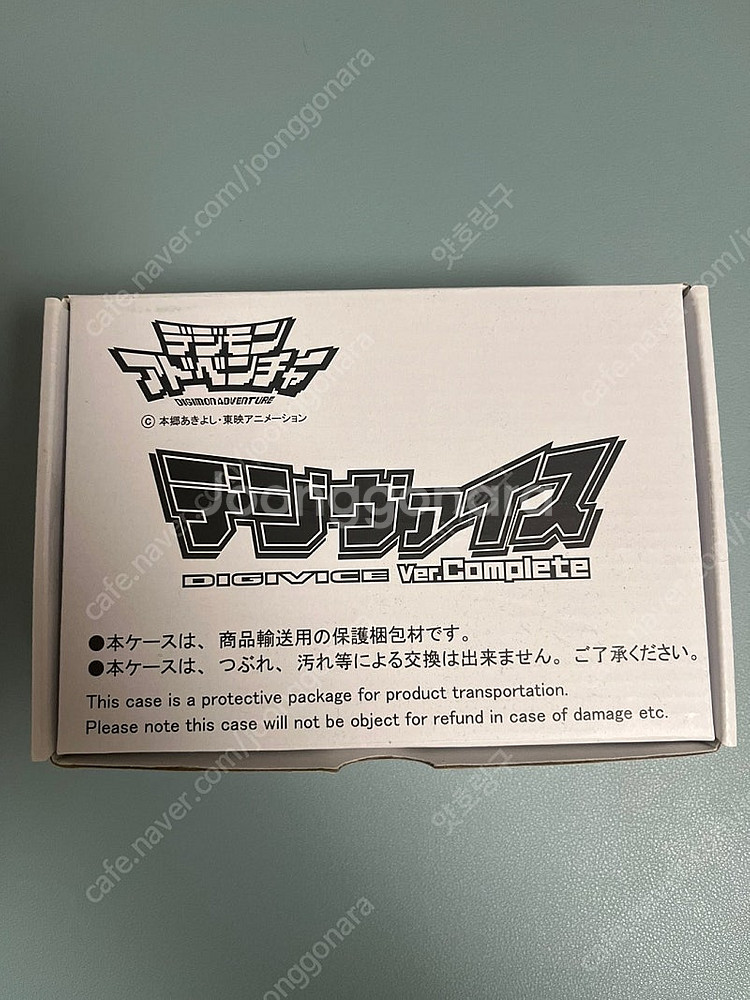 デジモン
アドベンチャー
DIGIMON ADVENTURE
© 本郷あきよし・東映アニメーション
デジヴァイス
DIGIVICE Ver.Complete
●本ケースは、商品輸送用の保護梱包材です。
●本ケースは、つぶれ、汚れ等による交換は出来ません。ご了承ください。
This case is a protective package for product transportation.
Please note this case will not be object for refund in case of damage etc.
joonggonara
cafe.naver.com/joonggonara
앗효링구